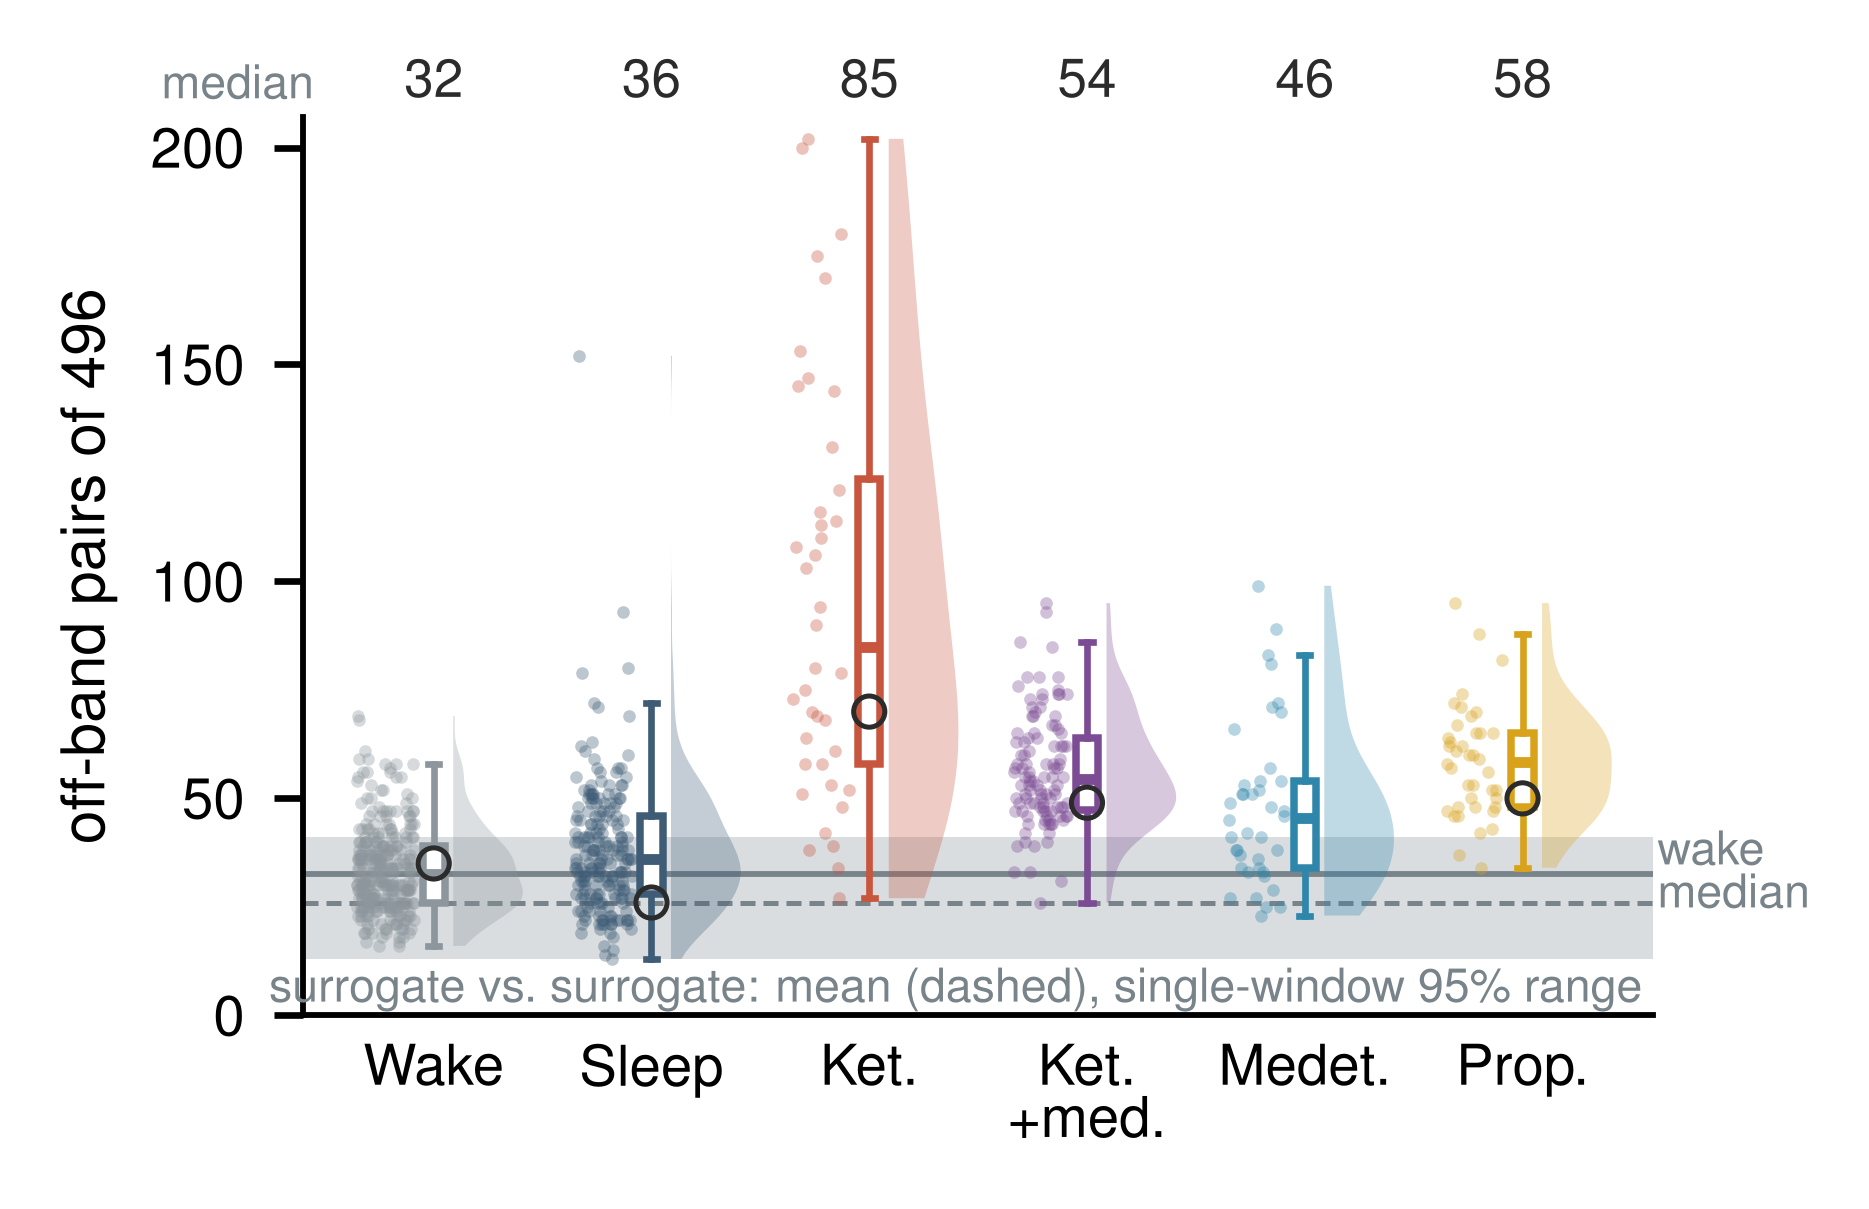 median 32 36 85 54 46 58
200
150
100
50
0
off-band pairs of 496
wake
median
surrogate vs. surrogate: mean (dashed), single-window 95% range
Wake Sleep Ket. Ket. Medet. Prop.
+med.